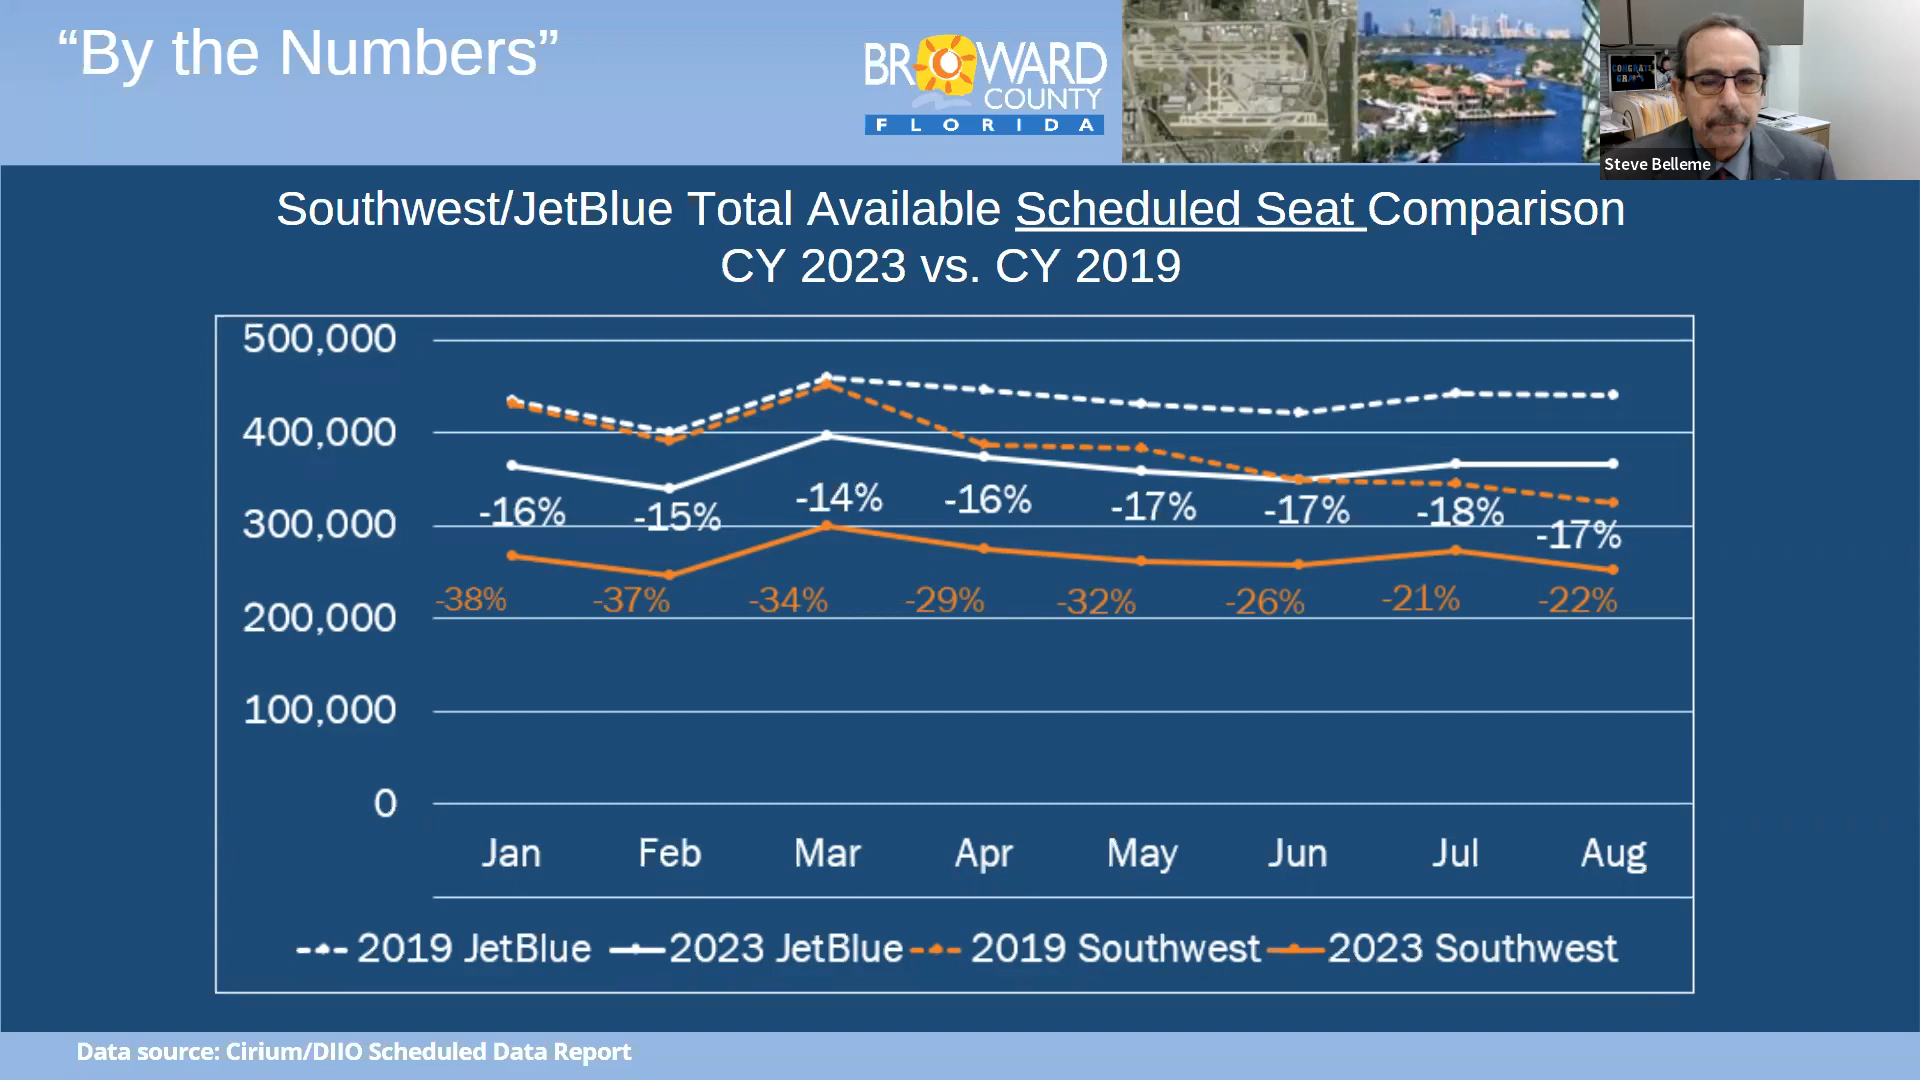 “By the Numbers”
BROWARD
COUNTY
FLORIDA
CONGRATS
Steve Belleme
Southwest/JetBlue Total Available Scheduled Seat Comparison
CY 2023 vs. CY 2019
500,000
400,000
300,000
200,000
100,000
0
-16% -15% -14% -16% -17% -17% -18% -17%
-38% -37% -34% -29% -32% -26% -21% -22%
Jan Feb Mar Apr May Jun Jul Aug
2019 JetBlue 2023 JetBlue 2019 Southwest 2023 Southwest
Data source: Cirium/DIIO Scheduled Data Report